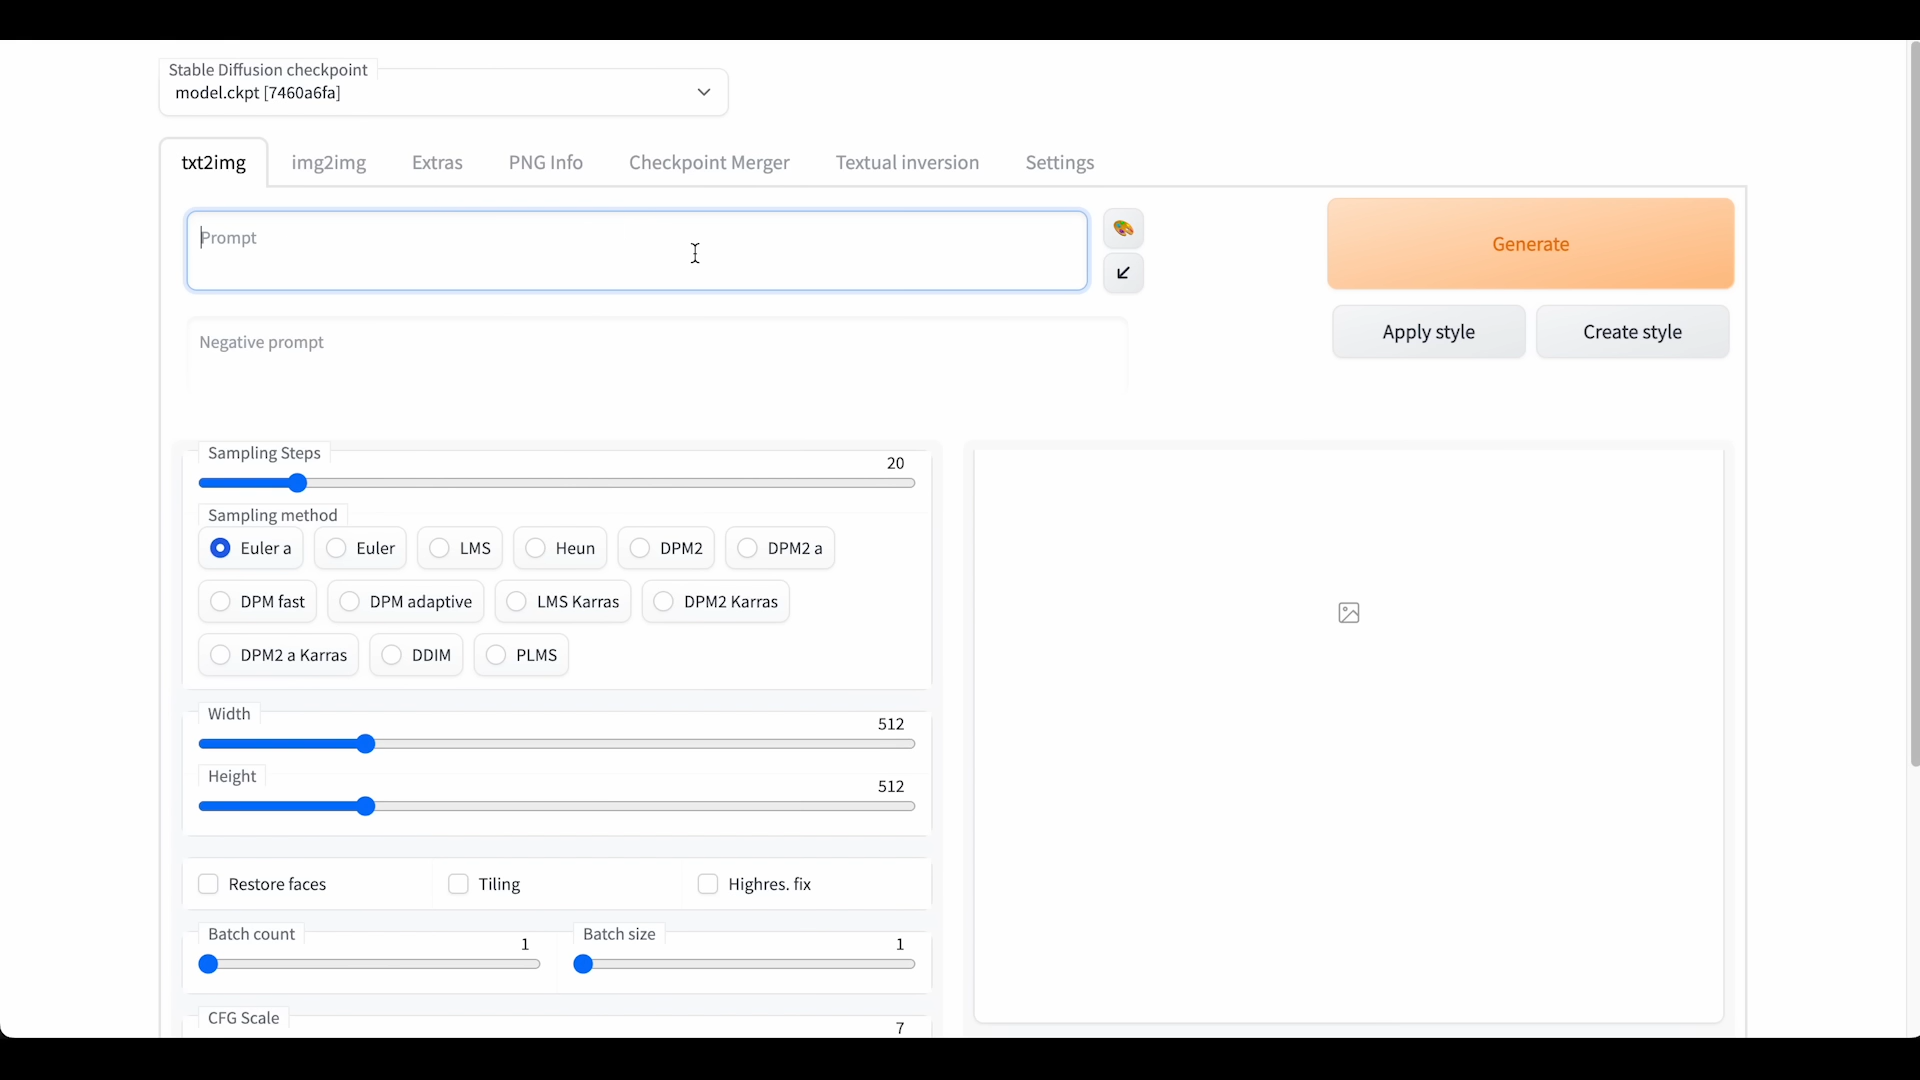 Stable Diffusion checkpoint
model.ckpt [7460a6fa]
txt2img img2img Extras PNG Info Checkpoint Merger Textual inversion Settings
Prompt
Generate
Negative prompt
Apply style Create style
Sampling Steps
20
Sampling method
Euler a Euler LMS Heun DPM2 DPM2 a
DPM fast DPM adaptive LMS Karras DPM2 Karras
DPM2 a Karras DDIM PLMS
Width
512
Height
512
Restore faces Tiling Highres. fix
Batch count Batch size
1 1
CFG Scale
7